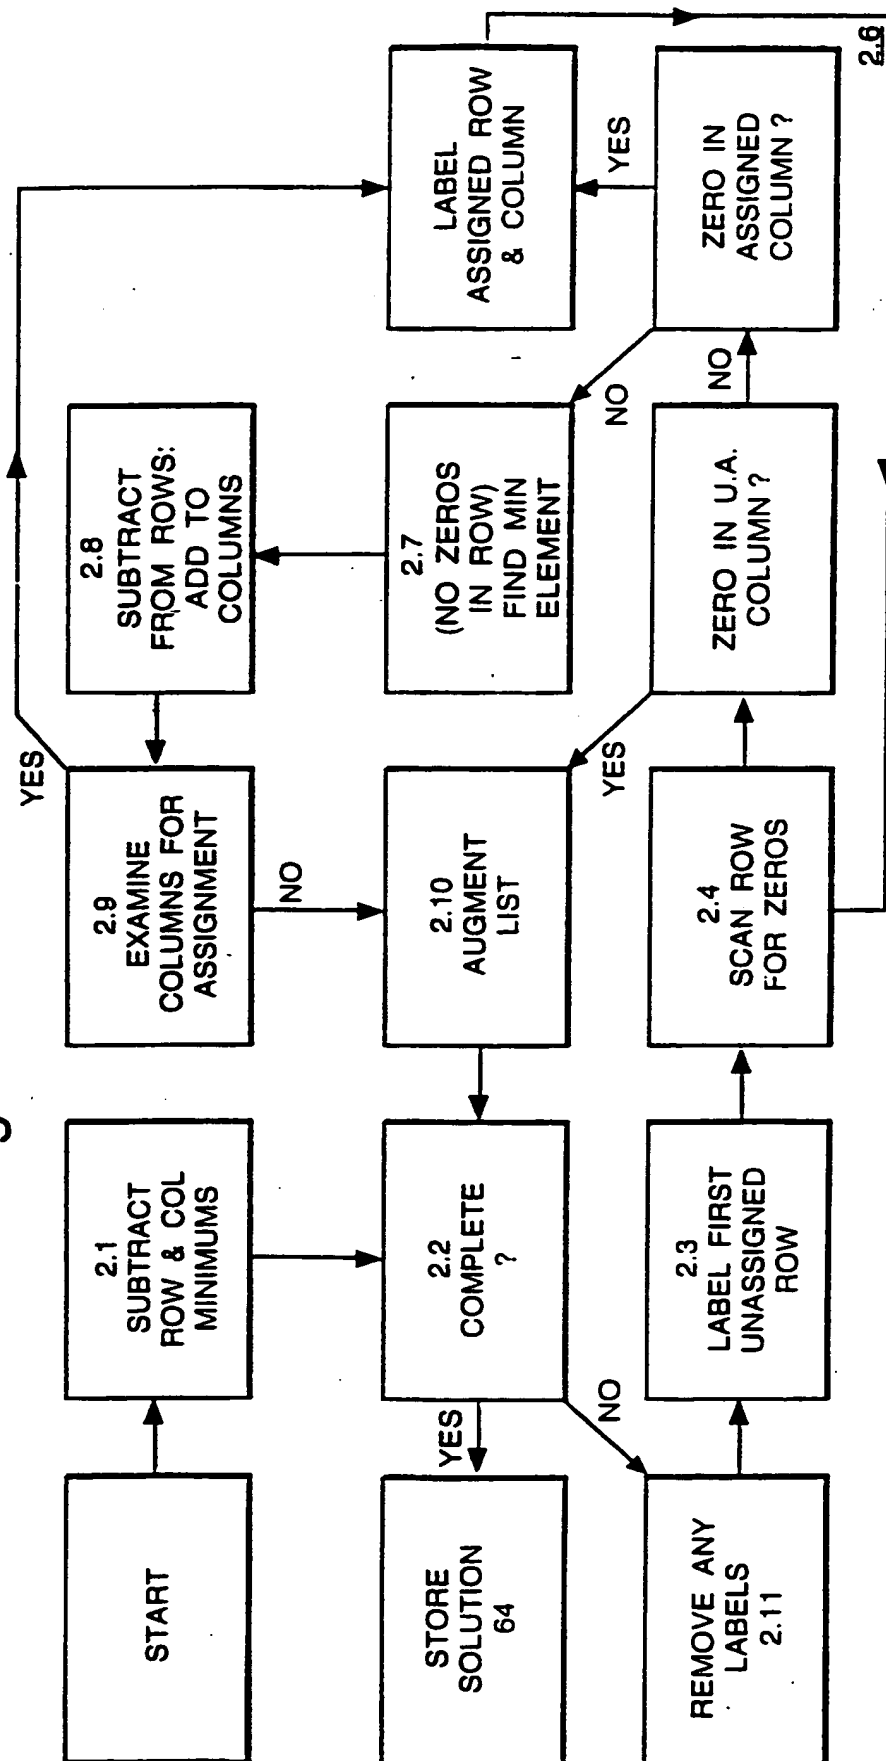 START
2.1
SUBTRACT
ROW & COL
MINIMUMS
2.9
EXAMINE
COLUMNS FOR
ASSIGNMENT
YES
NO
2.8
SUBTRACT
FROM ROWS:
ADD TO
COLUMNS
STORE
SOLUTION
64
YES
2.2
COMPLETE
?
NO
2.10
AUGMENT
LIST
YES
2.7
(NO ZEROS
IN ROW)
FIND MIN
ELEMENT
NO
LABEL
ASSIGNED ROW
& COLUMN
YES
REMOVE ANY
LABELS
2.11
2.3
LABEL FIRST
UNASSIGNED
ROW
2.4
SCAN ROW
FOR ZEROS
ZERO IN U.A.
COLUMN?
NO
ZERO IN
ASSIGNED
COLUMN?
2.6